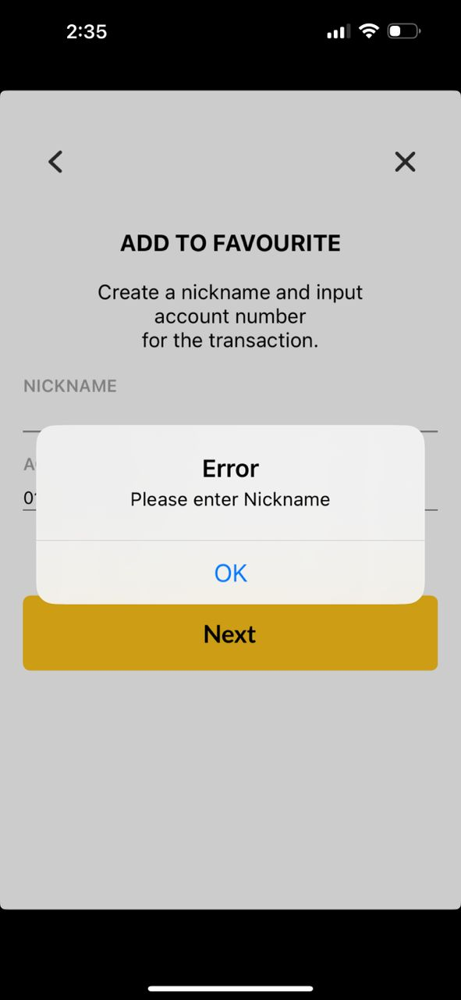 2:35
ADD TO FAVOURITE
Create a nickname and input
account number
for the transaction.
NICKNAME
Error
Please enter Nickname
OK
Next